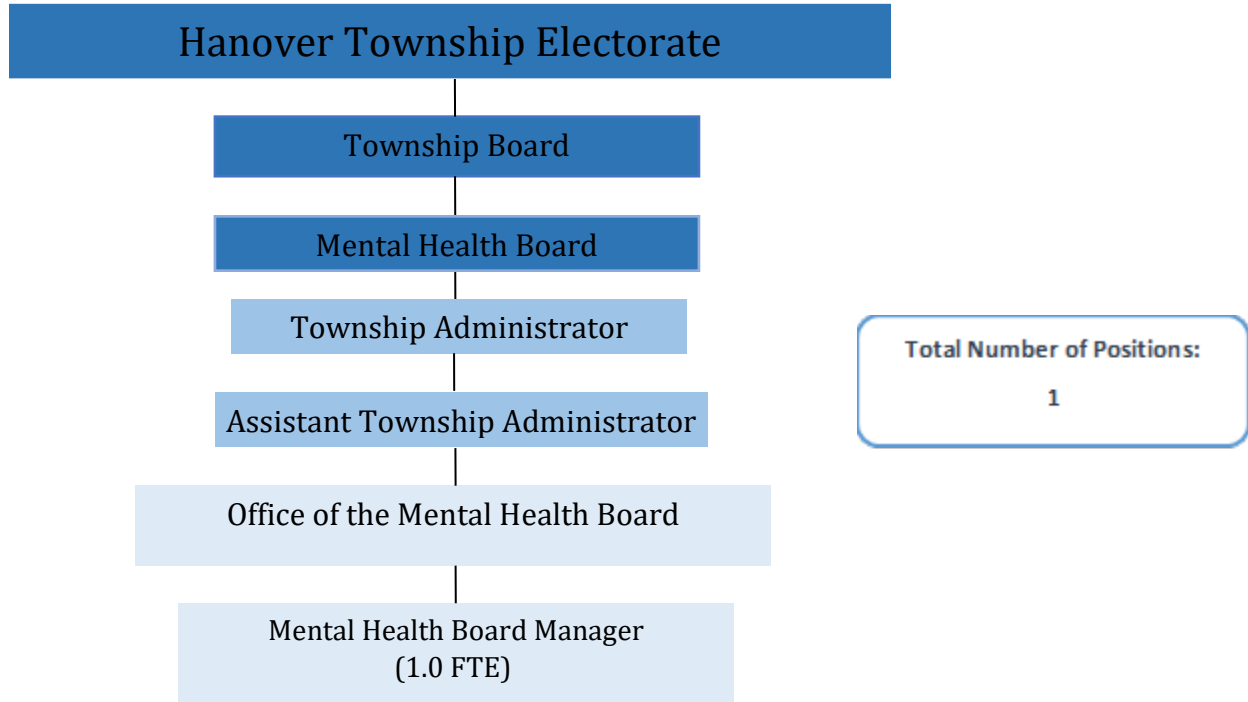 Hanover Township Electorate
Township Board
Mental Health Board
Township Administrator
Assistant Township Administrator
Office of the Mental Health Board
Mental Health Board Manager
(1.0 FTE)
Total Number of Positions:
1